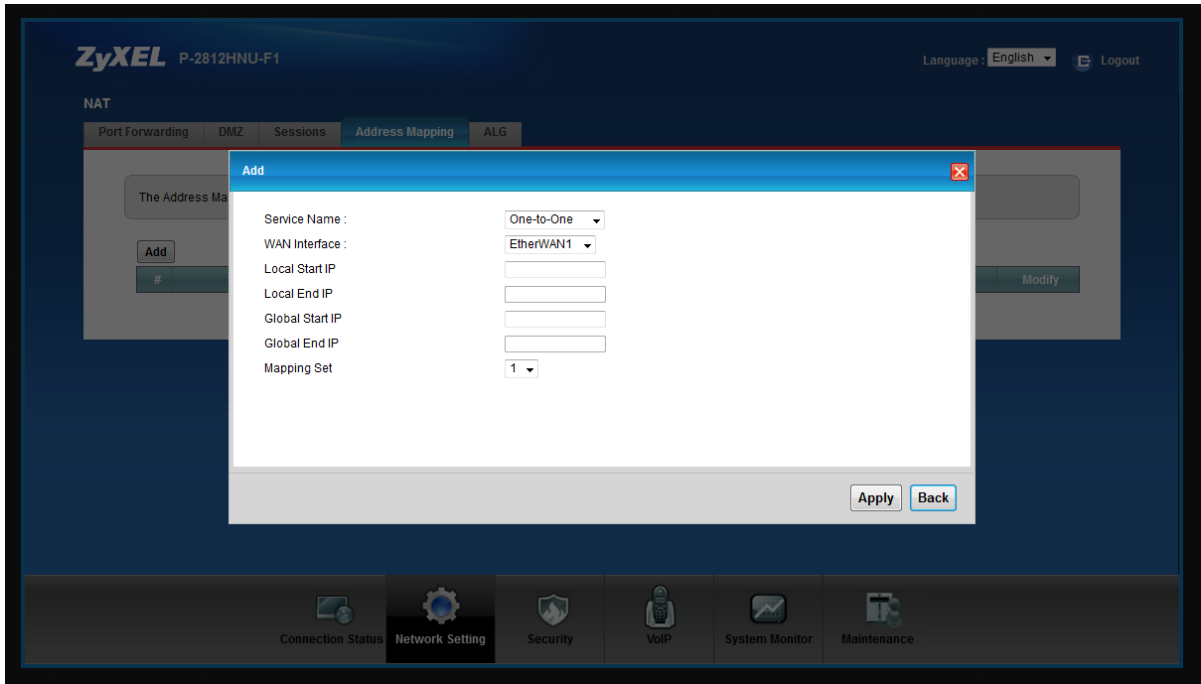 ZyXEL P-2812HNU-F1
Language : English
Logout
NAT
Port Forwarding DMZ Sessions Address Mapping ALG
Add
The Address Ma
Service Name : One-to-One
WAN Interface : EtherWAN1
Add
Local Start IP
# Modify
Local End IP
Global Start IP
Global End IP
Mapping Set 1
Apply Back
Connection Status Network Setting Security VoIP System Monitor Maintenance